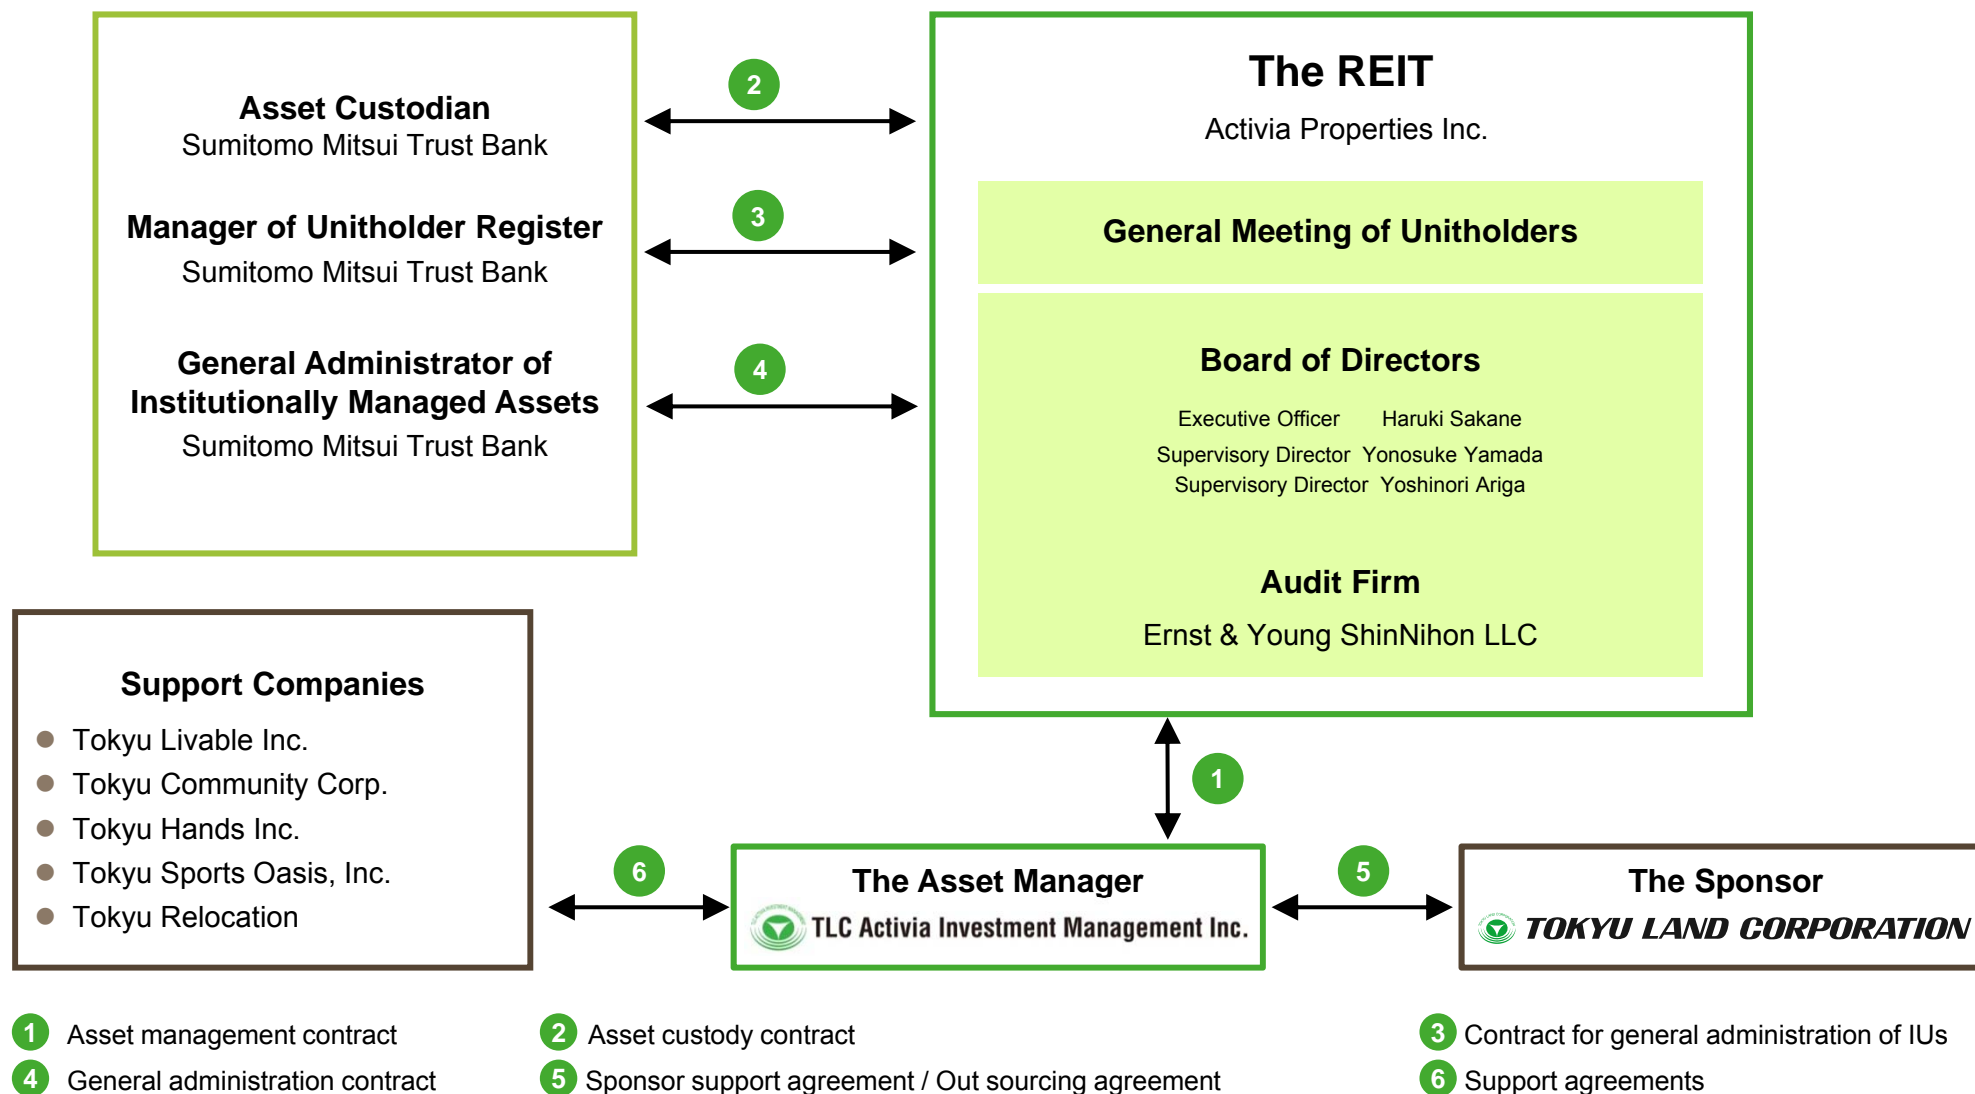 Asset Custodian
Sumitomo Mitsui Trust Bank
Manager of Unitholder Register
Sumitomo Mitsui Trust Bank
General Administrator of
Institutionally Managed Assets
Sumitomo Mitsui Trust Bank
2
3
4
The REIT
Activia Properties Inc.
General Meeting of Unitholders
Board of Directors
Executive Officer Haruki Sakane
Supervisory Director Yonosuke Yamada
Supervisory Director Yoshinori Ariga
Audit Firm
Ernst & Young ShinNihon LLC
Support Companies
Tokyu Livable Inc.
Tokyu Community Corp.
Tokyu Hands Inc.
Tokyu Sports Oasis, Inc.
Tokyu Relocation
1
6
The Asset Manager
TLC Activia Investment Management Inc.
5
The Sponsor
TOKYU LAND CORPORATION
1 Asset management contract
2 Asset custody contract
3 Contract for general administration of IUs
4 General administration contract
5 Sponsor support agreement / Out sourcing agreement
6 Support agreements